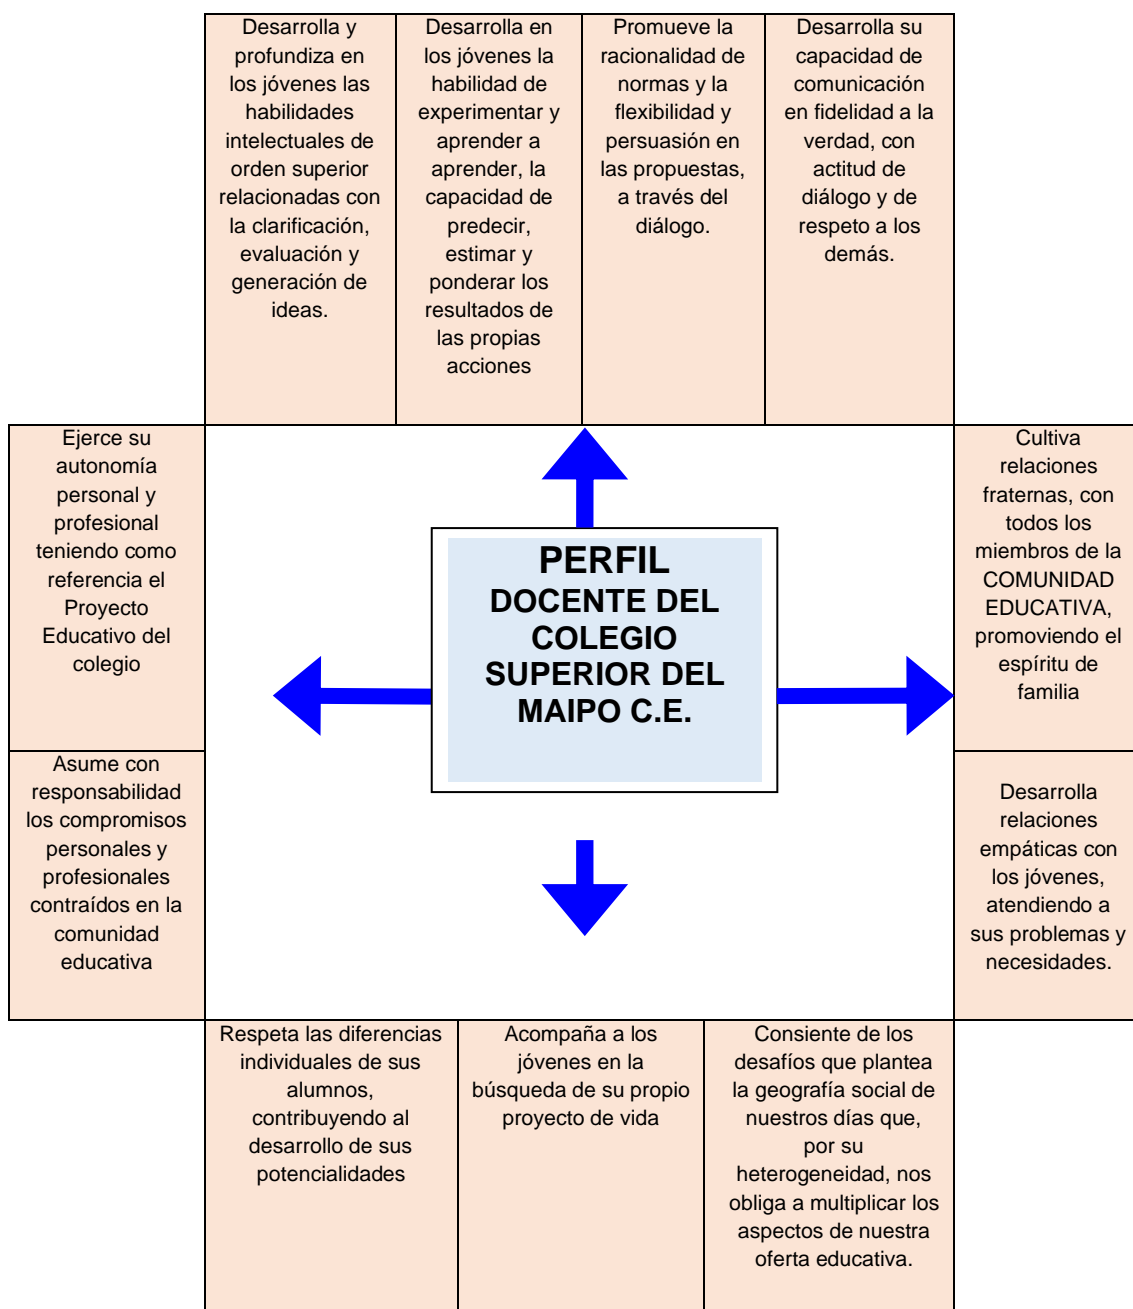 Desarrolla y
profundiza en
los jóvenes las
habilidades
intelectuales de
orden superior
relacionadas con
la clarificación,
evaluación y
generación de
ideas.
Desarrolla en
los jóvenes la
habilidad de
experimentar y
aprender a
aprender, la
capacidad de
predecir,
estimar y
ponderar los
resultados de
las propias
acciones
Promueve la
racionalidad de
normas y la
flexibilidad y
persuasión en
las propuestas,
a través del
diálogo.
Desarrolla su
capacidad de
comunicación
en fidelidad a la
verdad, con
actitud de
diálogo y de
respeto a los
demás.
Ejerce su
autonomía
personal y
profesional
teniendo como
referencia el
Proyecto
Educativo del
colegio
PERFIL
DOCENTE DEL
COLEGIO
SUPERIOR DEL
MAIPO C.E.
Cultiva
relaciones
fraternas, con
todos los
miembros de la
COMUNIDAD
EDUCATIVA,
promoviendo el
espíritu de
familia
Asume con
responsabilidad
los compromisos
personales y
profesionales
contraídos en la
comunidad
educativa
Desarrolla
relaciones
empáticas con
los jóvenes,
atendiendo a
sus problemas y
necesidades.
Respeta las diferencias
individuales de sus
alumnos,
contribuyendo al
desarrollo de sus
potencialidades
Acompaña a los
jóvenes en la
búsqueda de su propio
proyecto de vida
Consiente de los
desafíos que plantea
la geografía social de
nuestros días que,
por su
heterogeneidad, nos
obliga a multiplicar los
aspectos de nuestra
oferta educativa.